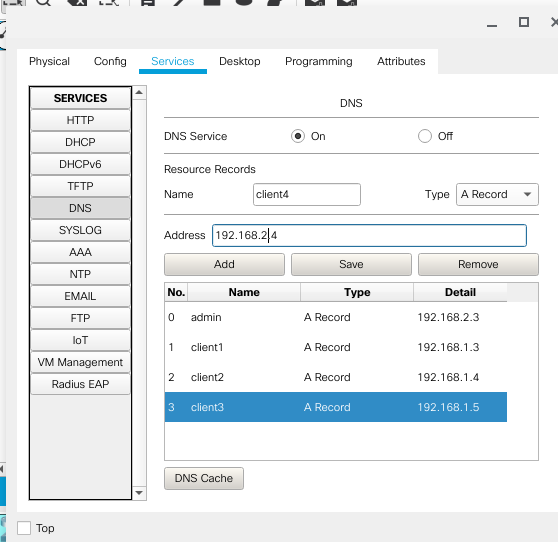 Physical Config Services Desktop Programming Attributes
SERVICES
HTTP
DHCP
DHCPv6
TFTP
DNS
SYSLOG
AAA
NTP
EMAIL
FTP
IoT
VM Management
Radius EAP
DNS
DNS Service On Off
Resource Records
Name client4 Type A Record
Address 192.168.2.4
Add Save Remove
No. Name Type Detail
0 admin A Record 192.168.2.3
1 client1 A Record 192.168.1.3
2 client2 A Record 192.168.1.4
3 client3 A Record 192.168.1.5
DNS Cache
Top